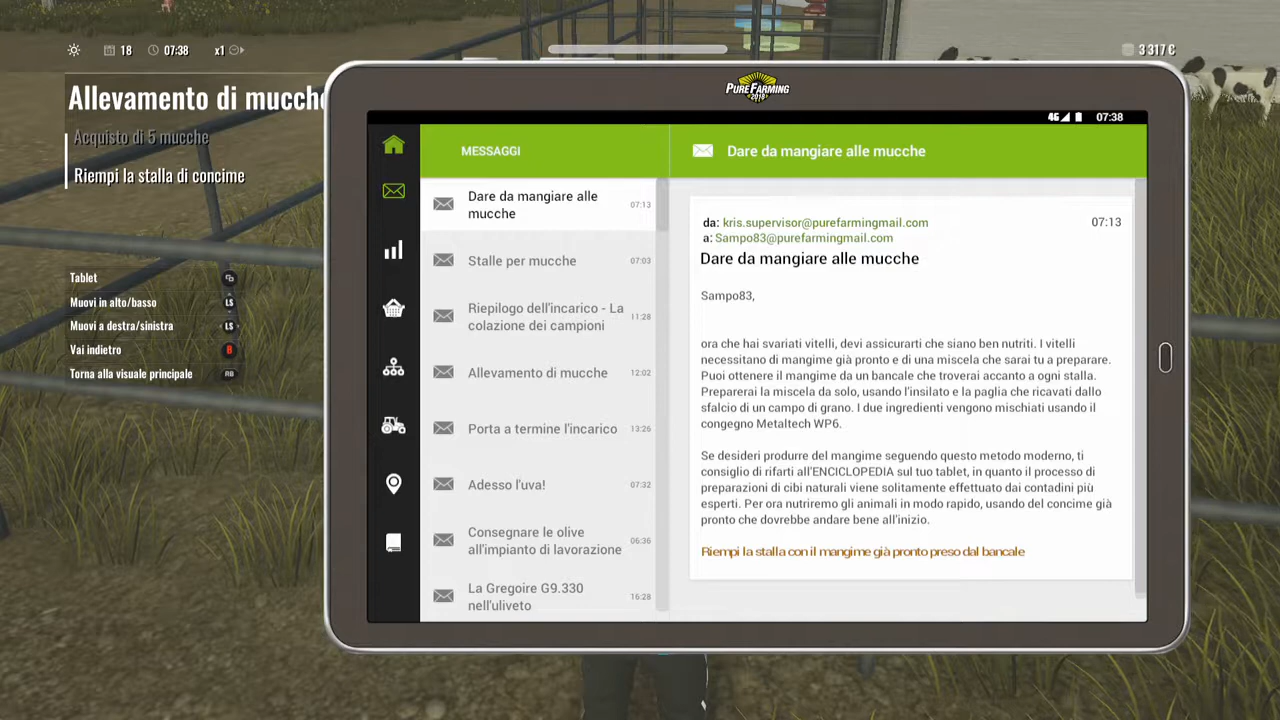 18
07:38
x1
3 317 €
Allevamento di mucche
Acquisto di 5 mucche
Riempi la stalla di concime
Tablet
Muovi in alto/basso
LS
Muovi a destra/sinistra
LS
Vai indietro
B
Torna alla visuale principale
RB
PURE FARMING
2018
4G
07:38
MESSAGGI
Dare da mangiare alle
mucche
07:13
Stalle per mucche
07:03
Riepilogo dell'incarico - La
colazione dei campioni
11:28
Allevamento di mucche
12:02
Porta a termine l'incarico
13:26
Adesso l'uva!
07:32
Consegnare le olive
all'impianto di lavorazione
06:36
La Gregoire G9.330
nell'uliveto
16:28
Dare da mangiare alle mucche
da: kris.supervisor@purefarmingmail.com
07:13
a: Sampo83@purefarmingmail.com
Dare da mangiare alle mucche
Sampo83,
ora che hai svariati vitelli, devi assicurarti che siano ben nutriti. I vitelli
necessitano di mangime già pronto e di una miscela che sarai tu a preparare.
Puoi ottenere il mangime da un bancale che troverai accanto a ogni stalla.
Preparerai la miscela da solo, usando l'insilato e la paglia che ricavati dallo
sfalcio di un campo di grano. I due ingredienti vengono mischiati usando il
congegno Metaltech WP6.
Se desideri produrre del mangime seguendo questo metodo moderno, ti
consiglio di rifarti all'ENCICLOPEDIA sul tuo tablet, in quanto il processo di
preparazioni di cibi naturali viene solitamente effettuato dai contadini più
esperti. Per ora nutriremo gli animali in modo rapido, usando del concime già
pronto che dovrebbe andare bene all'inizio.
Riempi la stalla con il mangime già pronto preso dal bancale